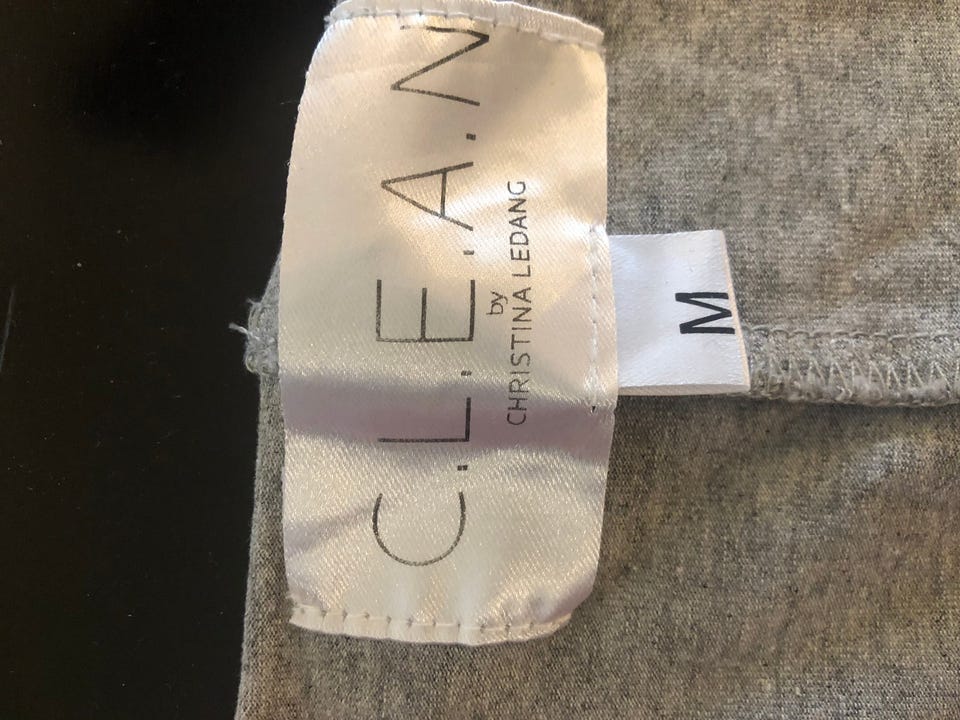 C.L.E.A.N
by
CHRISTINA LEDANG
M